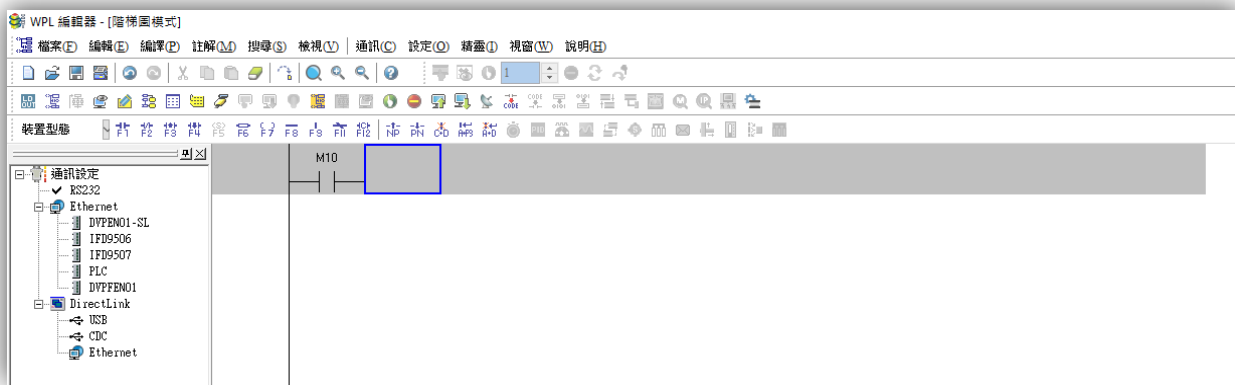 WPL 編輯器 - [階梯圖模式]
檔案(F) 編輯(E) 編譯(P) 註解(M) 搜尋(S) 檢視(V) 通訊(C) 設定(O) 精靈(I) 視窗(W) 說明(H)
1
裝置型態 F1 F2 F3 F4 F5 F6 F7 F8 F9 F11 F12 NP PN
M10
通訊設定
RS232
Ethernet
DVPEN01-SL
IFD9506
IFD9507
PLC
DVPFEN01
DirectLink
USB
CDC
Ethernet